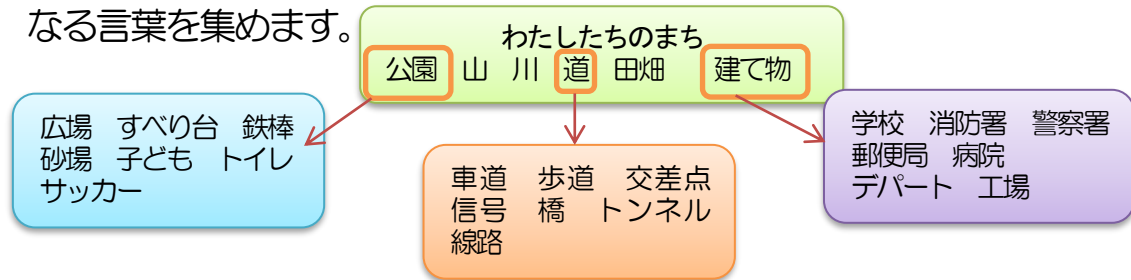 なる言葉を集めます。
わたしたちのまち
公園 山 川 道 田畑 建て物
広場 すべり台 鉄棒
砂場 子ども トイレ
サッカー
車道 歩道 交差点
信号 橋 トンネル
線路
学校 消防署 警察署
郵便局 病院
デパート 工場